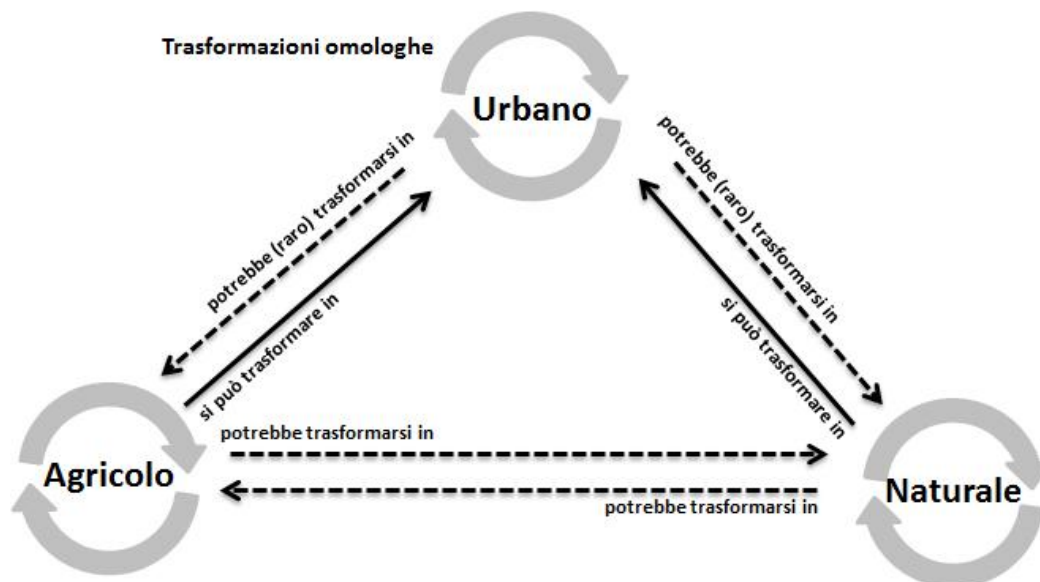 Trasformazioni omologhe
Urbano
potrebbe (raro) trasformarsi in
si può trasformare in
potrebbe (raro) trasformarsi in
si può trasformare in
Agricolo
potrebbe trasformarsi in
potrebbe trasformarsi in
Naturale